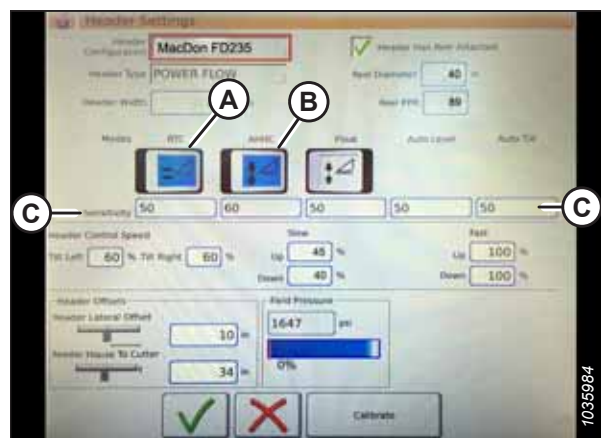 Header Settings
Header Configuration MacDon FD235 Header Has Reel Attached
Header Type POWER FLOW Reel Diameter 40 in
Header Width Reel PPR 89
A B
Modes RTC AHHC Float Auto Level Auto Tilt
C Sensitivity 50 60 50 50 50 C
Header Control Speed Slow Fast
Tilt Left 60 % Tilt Right 60 % Up 45 % Up 100 %
Down 40 % Down 100 %
Header Offsets Field Pressure
Header Lateral Offset 10 in 1647 psi
Feeder House To Cutter 34 in 0%
Calibrate
1035984